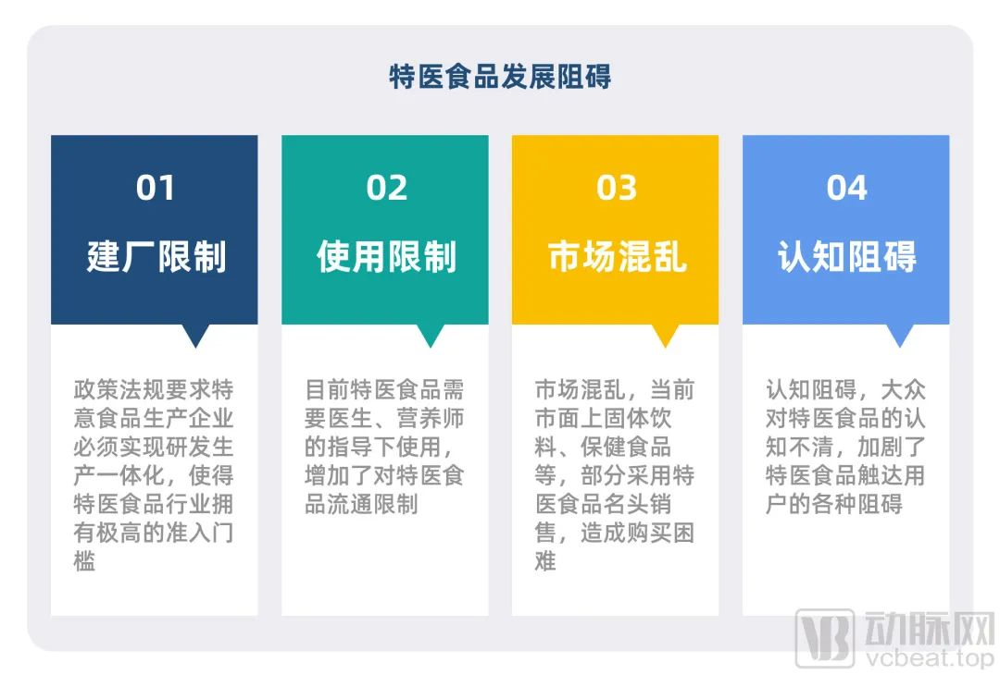 特医食品发展阻碍
01
建厂限制
政策法规要求特
意食品生产企业
必须实现研发生
产一体化，使得
特医食品行业拥
有极高的准入门
槛
02
使用限制
目前特医食品需
要医生、营养师
的指导下使用，
增加了对特医食
品流通限制
03
市场混乱
市场混乱，当前
市面上固体饮
料、保健食品
等，部分采用特
医食品名头销
售，造成购买困
难
04
认知阻碍
认知阻碍，大众
对特医食品的认
知不清，加剧了
特医食品触达用
户的各种阻碍
VB 动脉网
vcbeat.top